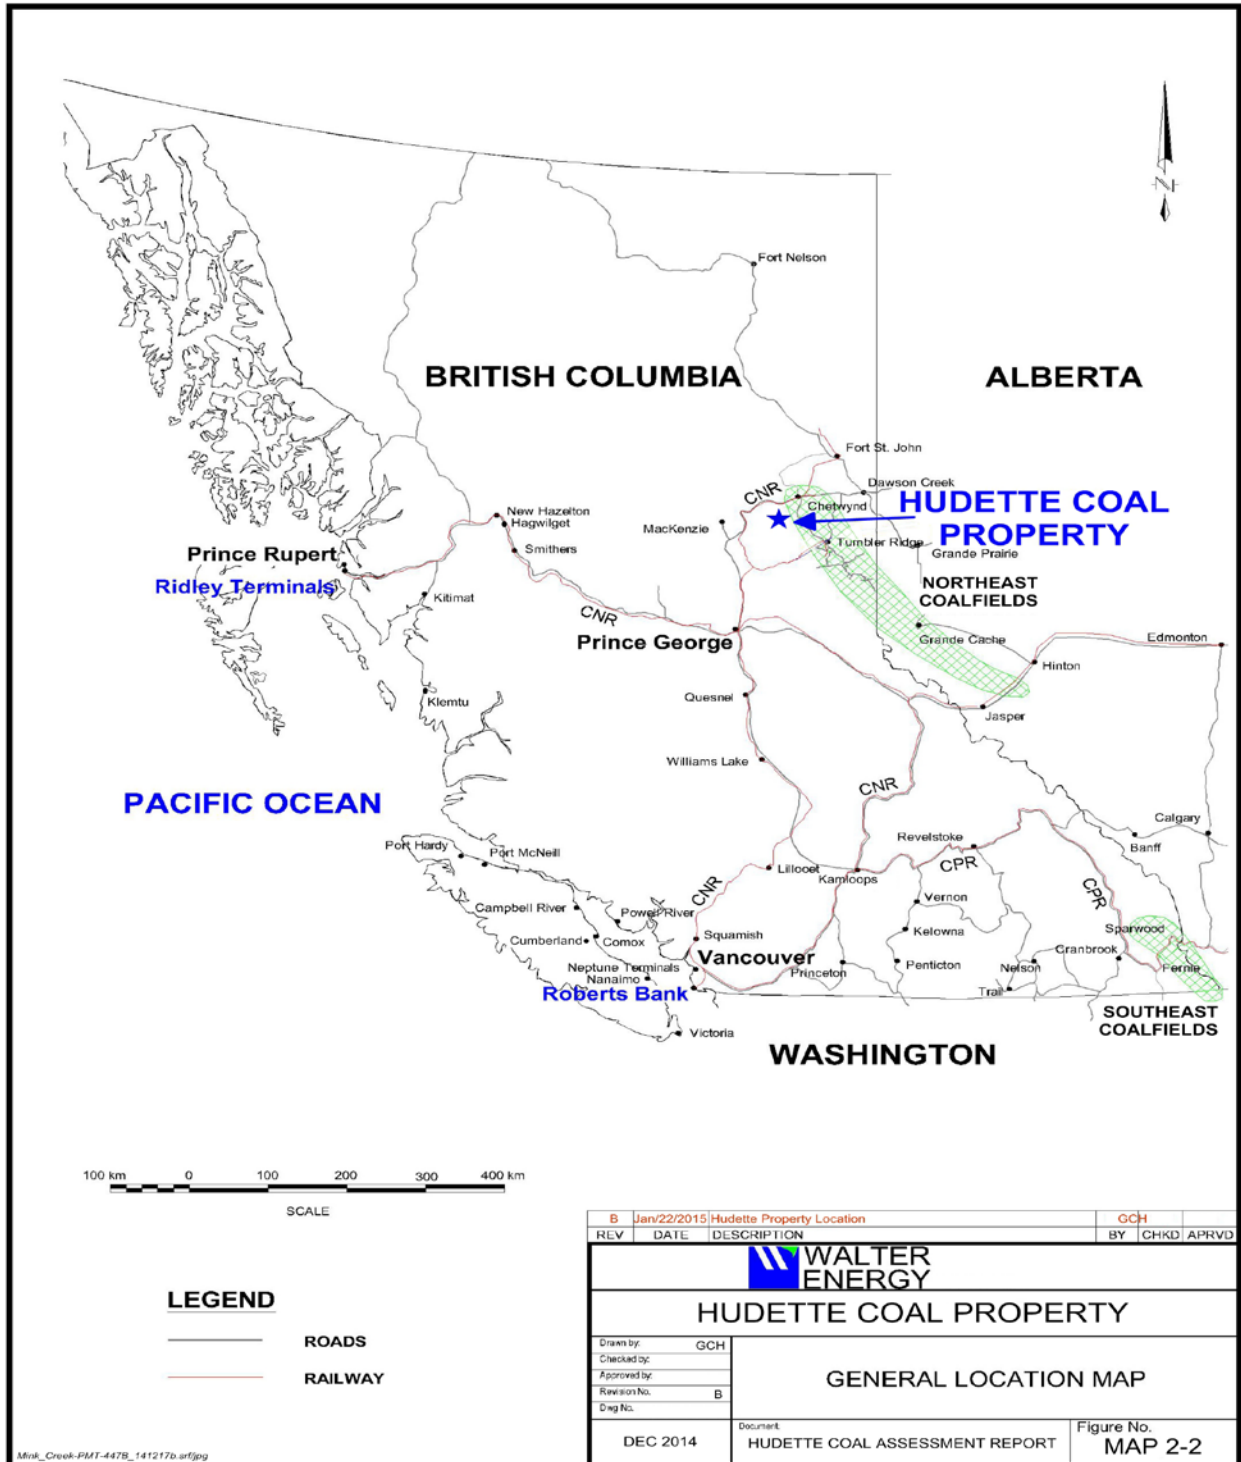 N
Fort Nelson
BRITISH COLUMBIA
ALBERTA
Fort St. John
Dawson Creek
CNR
Chetwynd
HUDETTE COAL
PROPERTY
MacKenzie
Tumbler Ridge
Grande Prairie
New Hazelton
Hagwilget
Smithers
Prince Rupert
Ridley Terminals
Kitimat
NORTHEAST
COALFIELDS
CNR
Prince George
Grande Cache
Edmonton
Hinton
Klemtu
Quesnel
Jasper
Williams Lake
PACIFIC OCEAN
CNR
Calgary
Revelstoke
Banff
Port Hardy
Port McNeill
Lillooet
Kamloops
CPR
CNR
CPR
Vernon
Campbell River
Powell River
Sparwood
Squamish
Kelowna
Cumberland
Comox
Cranbrook
Vancouver
Neptune Terminals
Princeton
Penticton
Nelson
Fernie
Nanaimo
Roberts Bank
Trail
SOUTHEAST
COALFIELDS
Victoria
WASHINGTON
100 km 0 100 200 300 400 km
SCALE
LEGEND
ROADS
RAILWAY
B Jan/22/2015 Hudette Property Location GCH
REV DATE DESCRIPTION BY CHKD APRVD
WALTER
ENERGY
HUDETTE COAL PROPERTY
Drawn by: GCH
Checked by:
Approved by:
Revision No. B
Dwg No.
GENERAL LOCATION MAP
DEC 2014
Document:
HUDETTE COAL ASSESSMENT REPORT
Figure No.
MAP 2-2
Mink_Creek-PMT-447B_141217b.srf/jpg